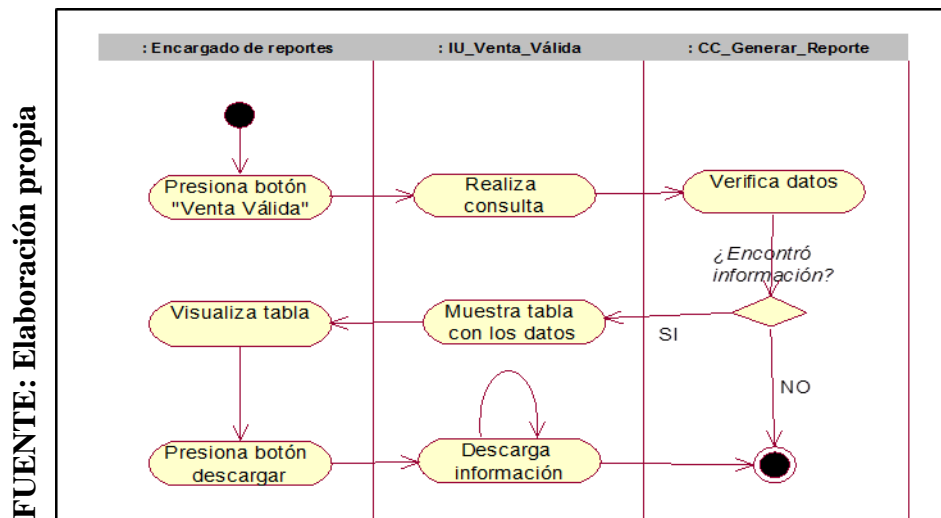 FUENTE: Elaboración propia
: Encargado de reportes
: IU_Venta_Válida
: CC_Generar_Reporte
Presiona botón
"Venta Válida"
Realiza
consulta
Verifica datos
¿Encontró
información?
Visualiza tabla
Muestra tabla
con los datos
SI
NO
Presiona botón
descargar
Descarga
información